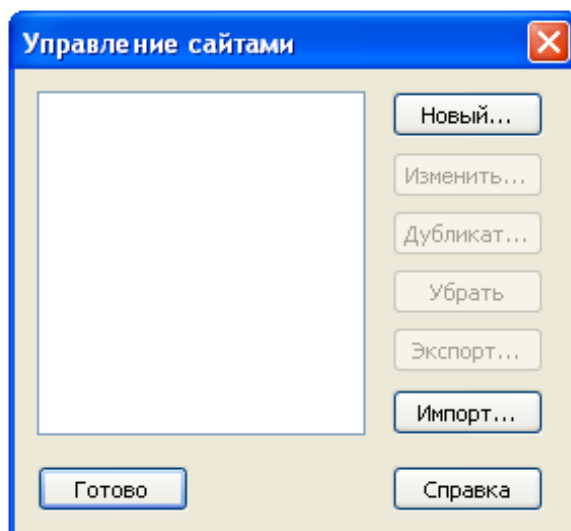 Управление сайтами
Новый...
Изменить...
Дубликат...
Убрать
Экспорт...
Импорт...
Готово
Справка